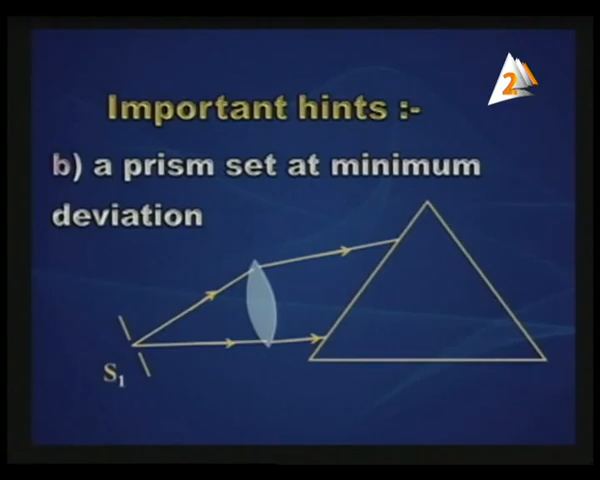 2
Important hints :-
b) a prism set at minimum
deviation
S₁